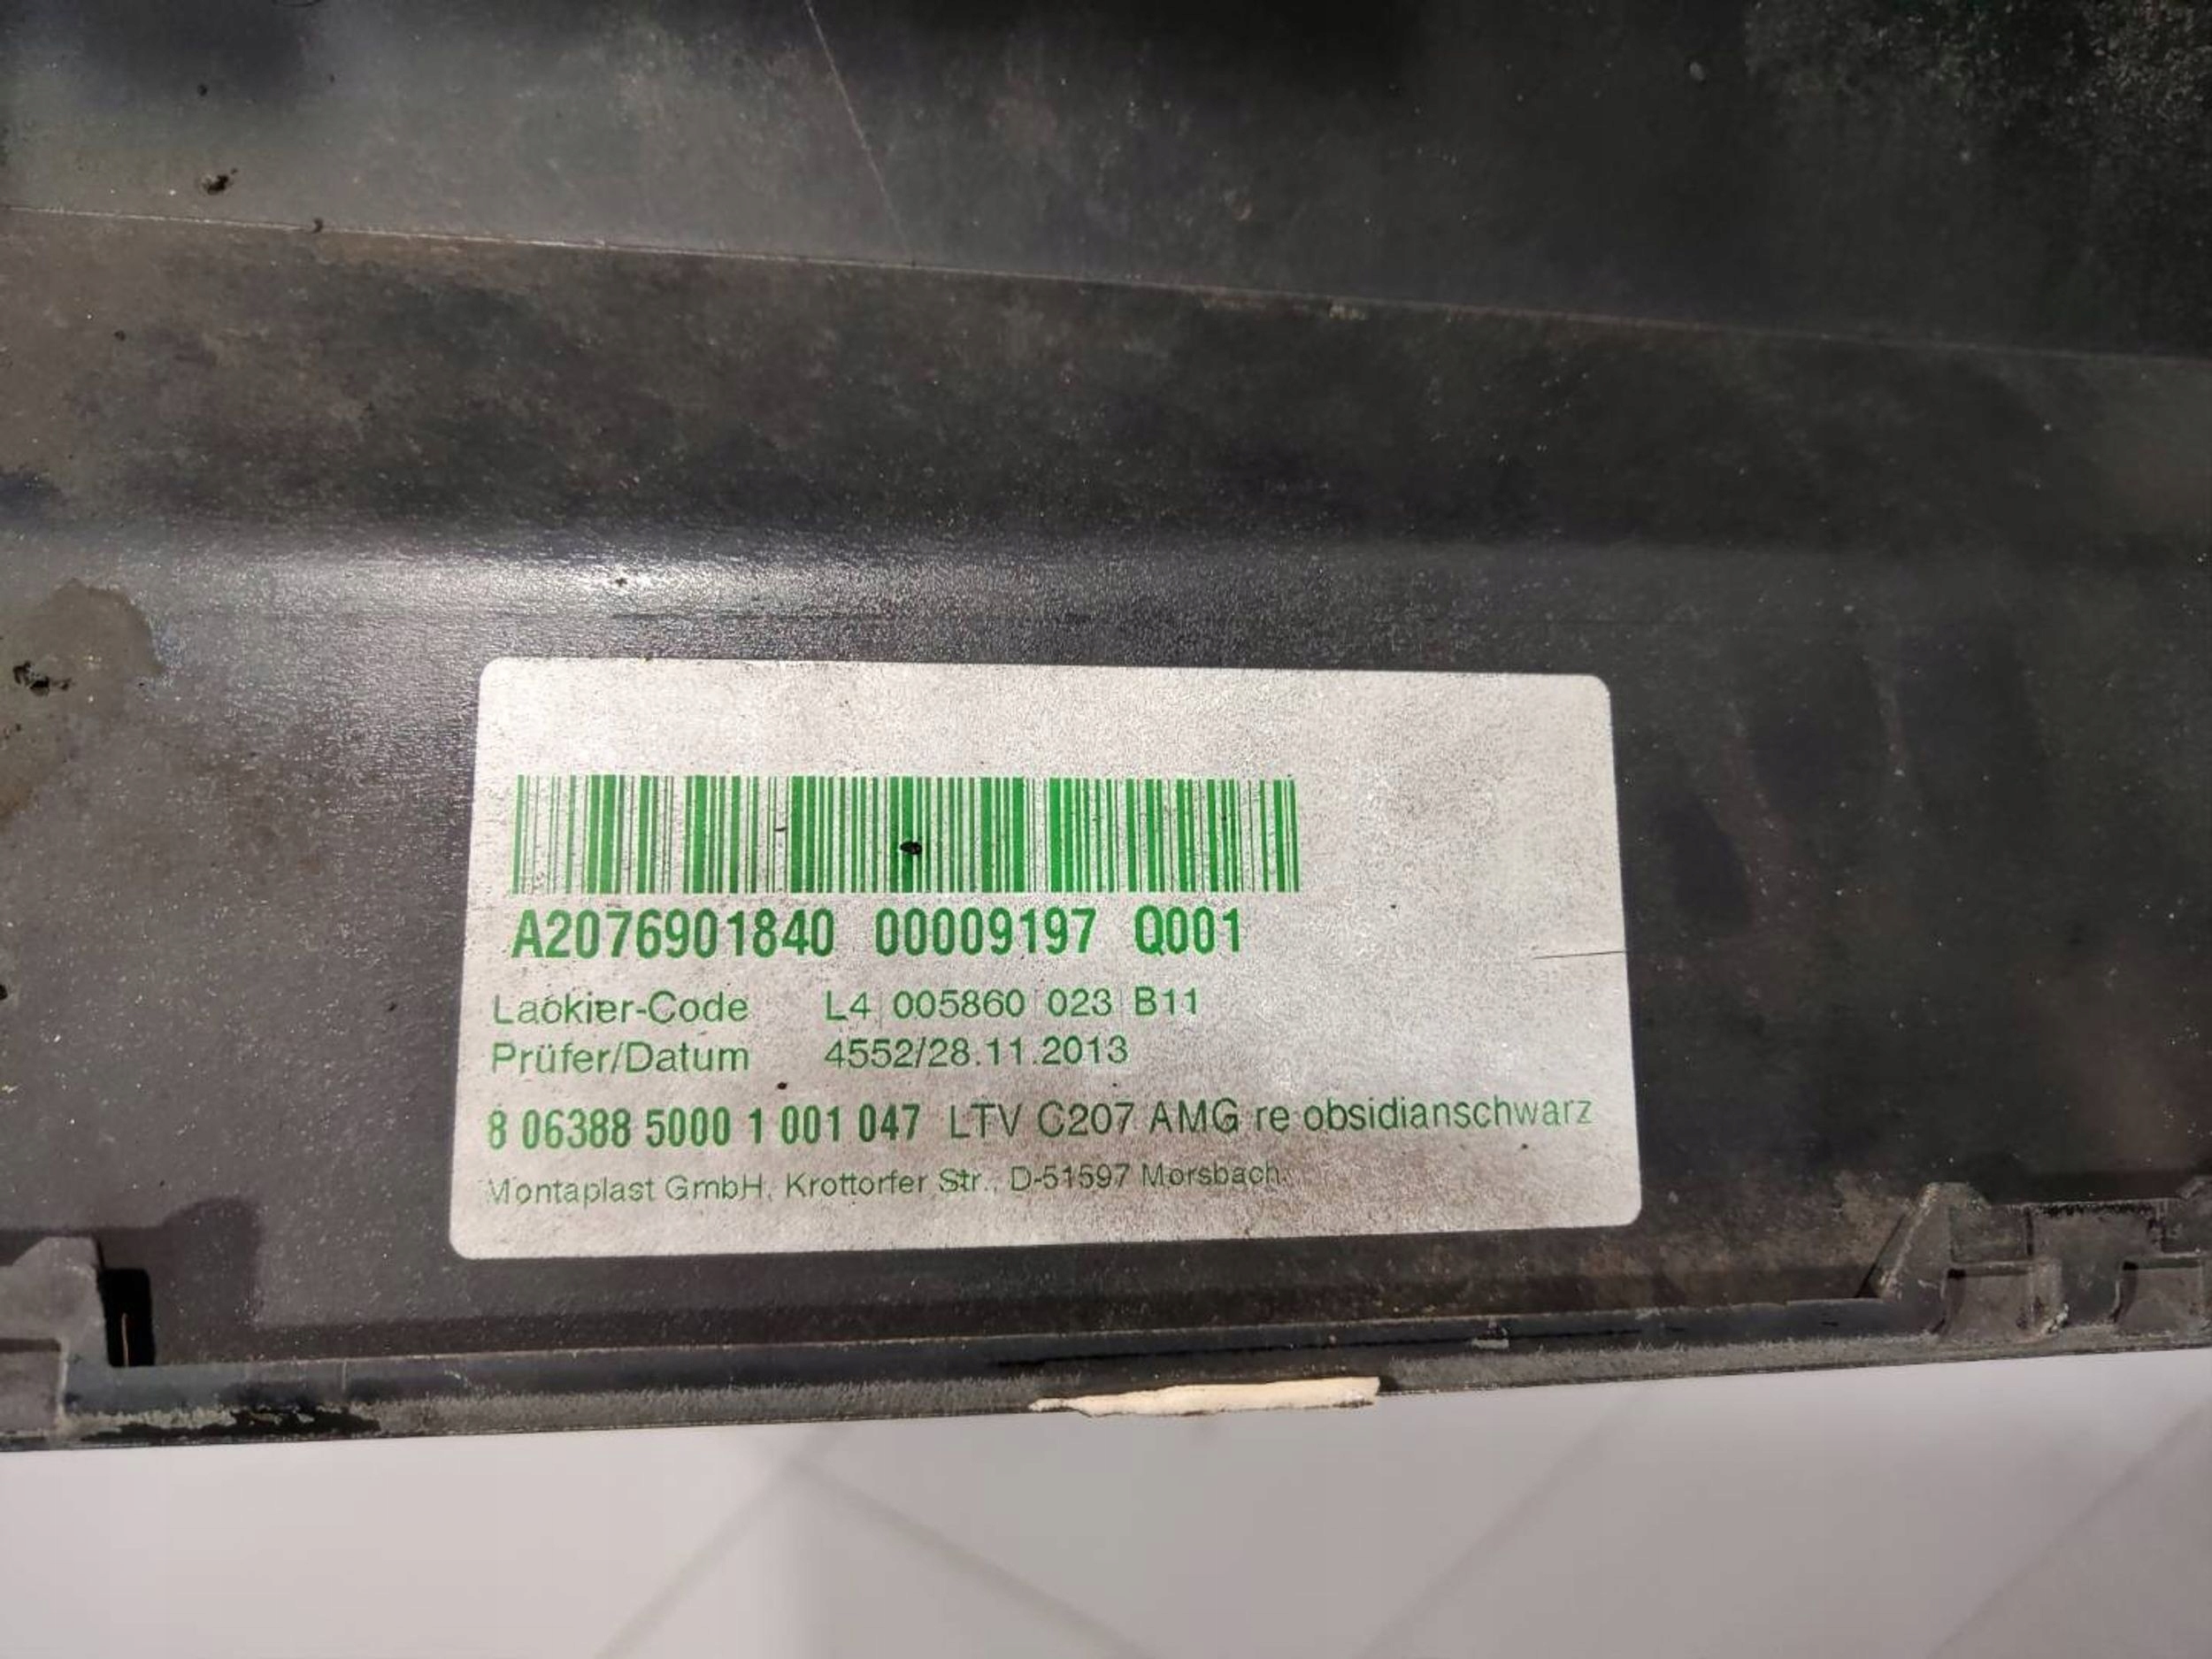 A2076901840 00009197 Q001
Lackier-Code L4 005860 023 B11
Prüfer/Datum 4552/28.11.2013
8 06388 5000 1 001 047 LTV C207 AMG re obsidianschwarz
Montaplast GmbH, Krottorfer Str., D-51597 Morsbach